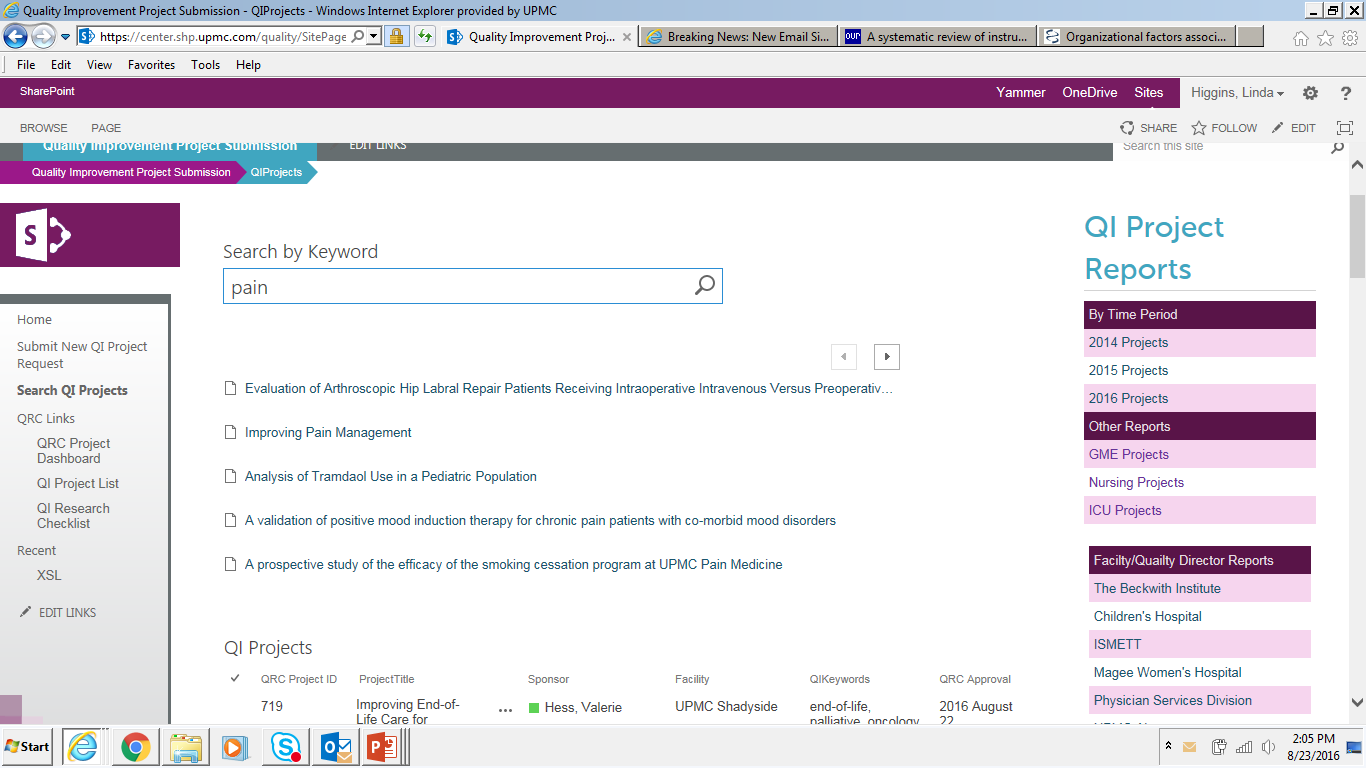 Quality Improvement Project Submission - QIProjects - Windows Internet Explorer provided by UPMC
https://center.shp.upmc.com/quality/SitePage
Quality Improvement Proj...
Breaking News: New Email Si...
OUP
A systematic review of instru...
Organizational factors associ...
File Edit View Favorites Tools Help
SharePoint
Yammer OneDrive Sites
Higgins, Linda
?
BROWSE PAGE
SHARE FOLLOW EDIT
Quality Improvement Project Submission
EDIT LINKS
Search this site
Quality Improvement Project Submission
QIProjects
S
Home
Submit New QI Project
Request
Search QI Projects
QRC Links
QRC Project
Dashboard
QI Project List
QI Research
Checklist
Recent
XSL
EDIT LINKS
Search by Keyword
pain
Evaluation of Arthroscopic Hip Labral Repair Patients Receiving Intraoperative Intravenous Versus Preoperativ…
Improving Pain Management
Analysis of Tramdaol Use in a Pediatric Population
A validation of positive mood induction therapy for chronic pain patients with co-morbid mood disorders
A prospective study of the efficacy of the smoking cessation program at UPMC Pain Medicine
QI Projects
QRC Project ID ProjectTitle Sponsor Facility QIKeywords QRC Approval
719 Improving End-of- ... Hess, Valerie UPMC Shadyside end-of-life, 2016 August
Life Care for palliative, oncology 22
QI Project
Reports
By Time Period
2014 Projects
2015 Projects
2016 Projects
Other Reports
GME Projects
Nursing Projects
ICU Projects
Facilty/Quailty Director Reports
The Beckwith Institute
Children's Hospital
ISMETT
Magee Women's Hospital
Physician Services Division
Start
2:05 PM
8/23/2016